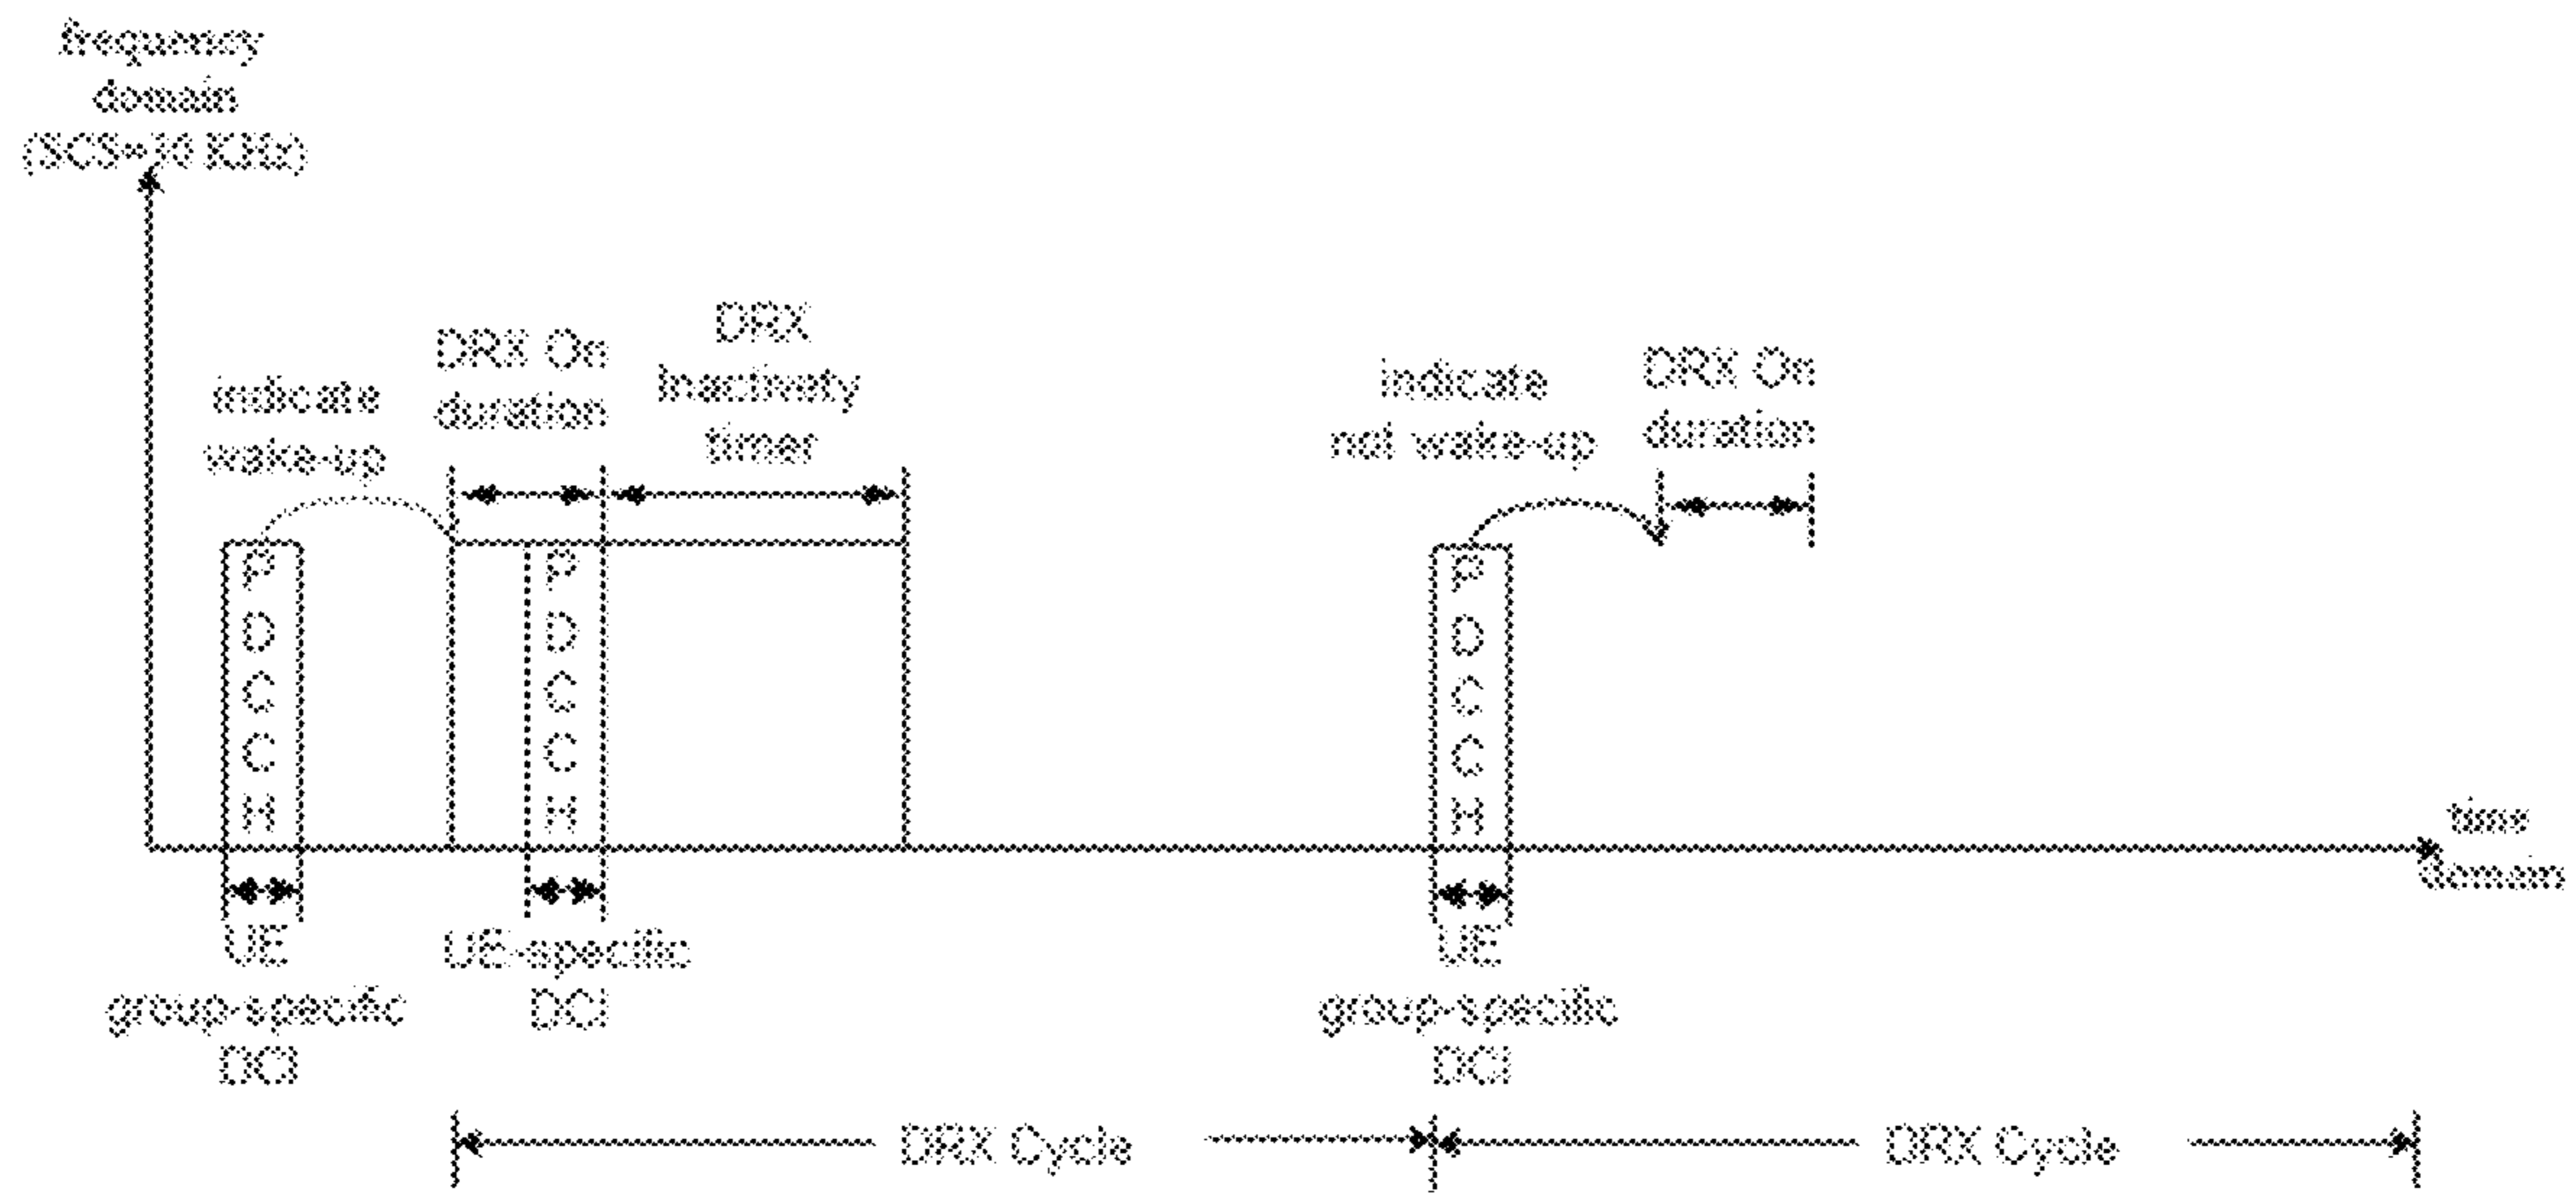 frequency
domain
(SCS=30 KHz)
indicate
wake-up
DRX On
duration
DRX
Inactivaty
timer
indicate
not wake-up
DRX On
duration
P
D
C
C
H
P
D
C
C
H
P
D
C
C
H
time
domain
UE
group-specific
DCI
UE-specific
DCI
UE
group-specific
DCI
DRX Cycle
DRX Cycle